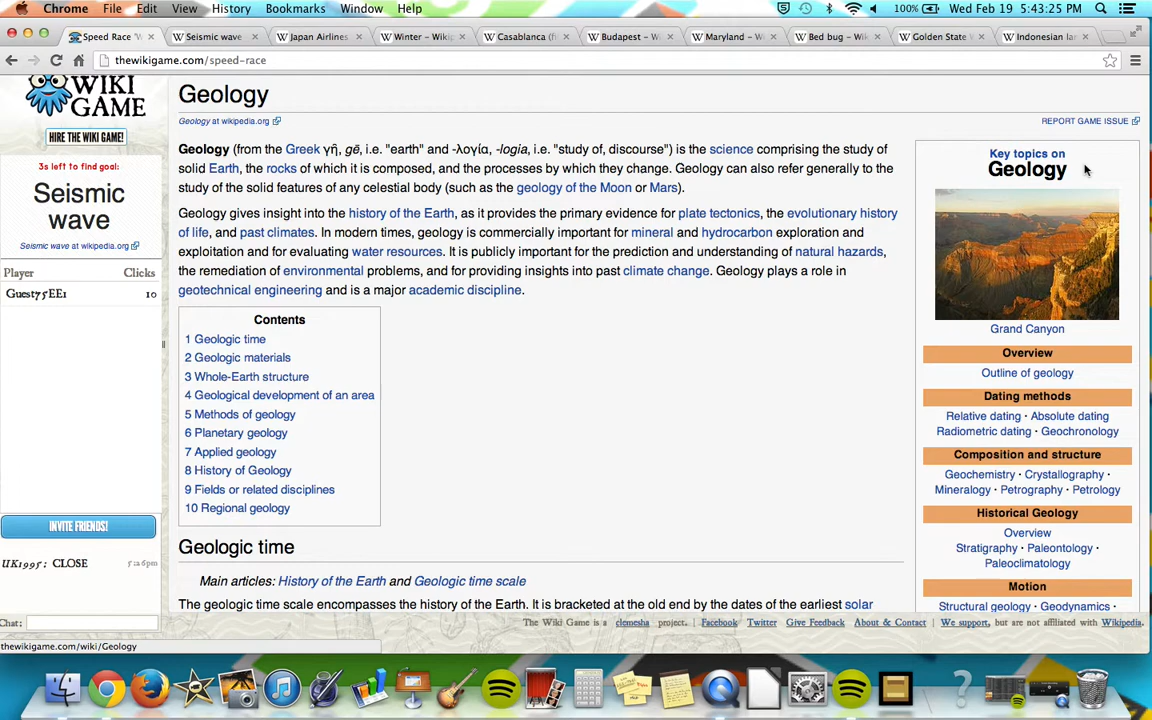 Chrome File Edit View History Bookmarks Window Help 100% Wed Feb 19 5:43:25 PM
Speed Race 'W Seismic wave Japan Airlines Winter – Wikip Casablanca (fi Budapest – Wi Maryland – Wi Bed bug – Wik Golden State V Indonesian lan
thewikigame.com/speed-race
WIKI
GAME
HIRE THE WIKI GAME!
3s left to find goal:
Seismic
wave
Seismic wave at wikipedia.org
Player Clicks
Guest75EE1 10
INVITE FRIENDS!
UK1995: CLOSE 5:26pm
Chat:
Geology
Geology at wikipedia.org REPORT GAME ISSUE
Geology (from the Greek γῆ, gē, i.e. "earth" and -λογία, -logia, i.e. "study of, discourse") is the science comprising the study of
solid Earth, the rocks of which it is composed, and the processes by which they change. Geology can also refer generally to the
study of the solid features of any celestial body (such as the geology of the Moon or Mars).
Geology gives insight into the history of the Earth, as it provides the primary evidence for plate tectonics, the evolutionary history
of life, and past climates. In modern times, geology is commercially important for mineral and hydrocarbon exploration and
exploitation and for evaluating water resources. It is publicly important for the prediction and understanding of natural hazards,
the remediation of environmental problems, and for providing insights into past climate change. Geology plays a role in
geotechnical engineering and is a major academic discipline.
Contents
1 Geologic time
2 Geologic materials
3 Whole-Earth structure
4 Geological development of an area
5 Methods of geology
6 Planetary geology
7 Applied geology
8 History of Geology
9 Fields or related disciplines
10 Regional geology
Geologic time
Main articles: History of the Earth and Geologic time scale
The geologic time scale encompasses the history of the Earth. It is bracketed at the old end by the dates of the earliest solar
Key topics on
Geology
Grand Canyon
Overview
Outline of geology
Dating methods
Relative dating · Absolute dating
Radiometric dating · Geochronology
Composition and structure
Geochemistry · Crystallography ·
Mineralogy · Petrography · Petrology
Historical Geology
Overview
Stratigraphy · Paleontology ·
Paleoclimatology
Motion
Structural geology · Geodynamics ·
The Wiki Game is a clemesha project. | Facebook Twitter Give Feedback About & Contact | We support, but are not affiliated with Wikipedia.
thewikigame.com/wiki/Geology